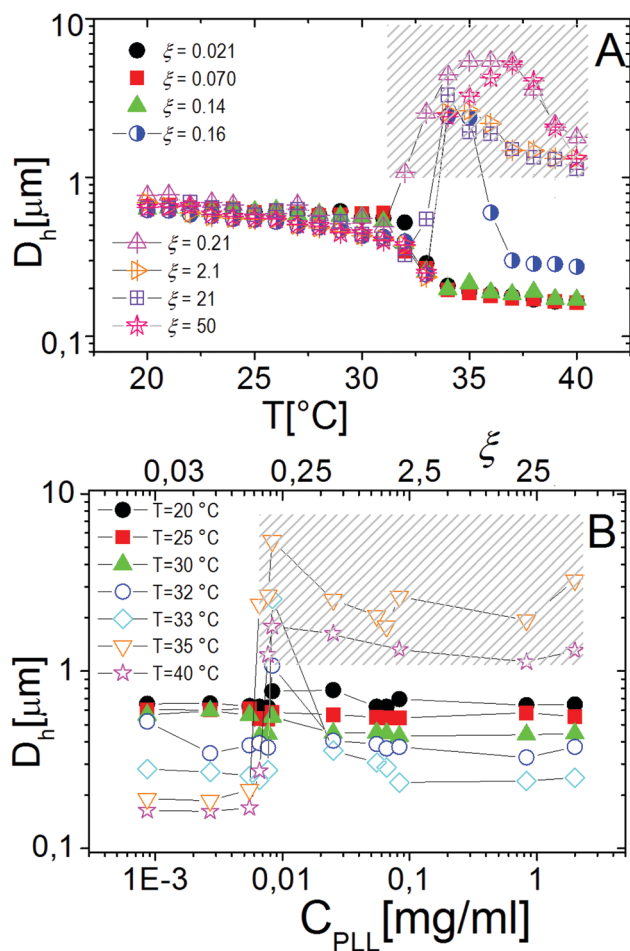 10
A
ξ = 0.021
ξ = 0.070
ξ = 0.14
ξ = 0.16
1
D_h[μm]
ξ = 0.21
ξ = 2.1
ξ = 21
ξ = 50
0,1
20 25 30 35 40
T[°C]
ξ
0,03 0,25 2,5 25
10
B
T=20 °C
T=25 °C
T=30 °C
T=32 °C
T=33 °C
T=35 °C
T=40 °C
1
D_h[μm]
0,1
1E-3 0,01 0,1 1
C_PLL[mg/ml]